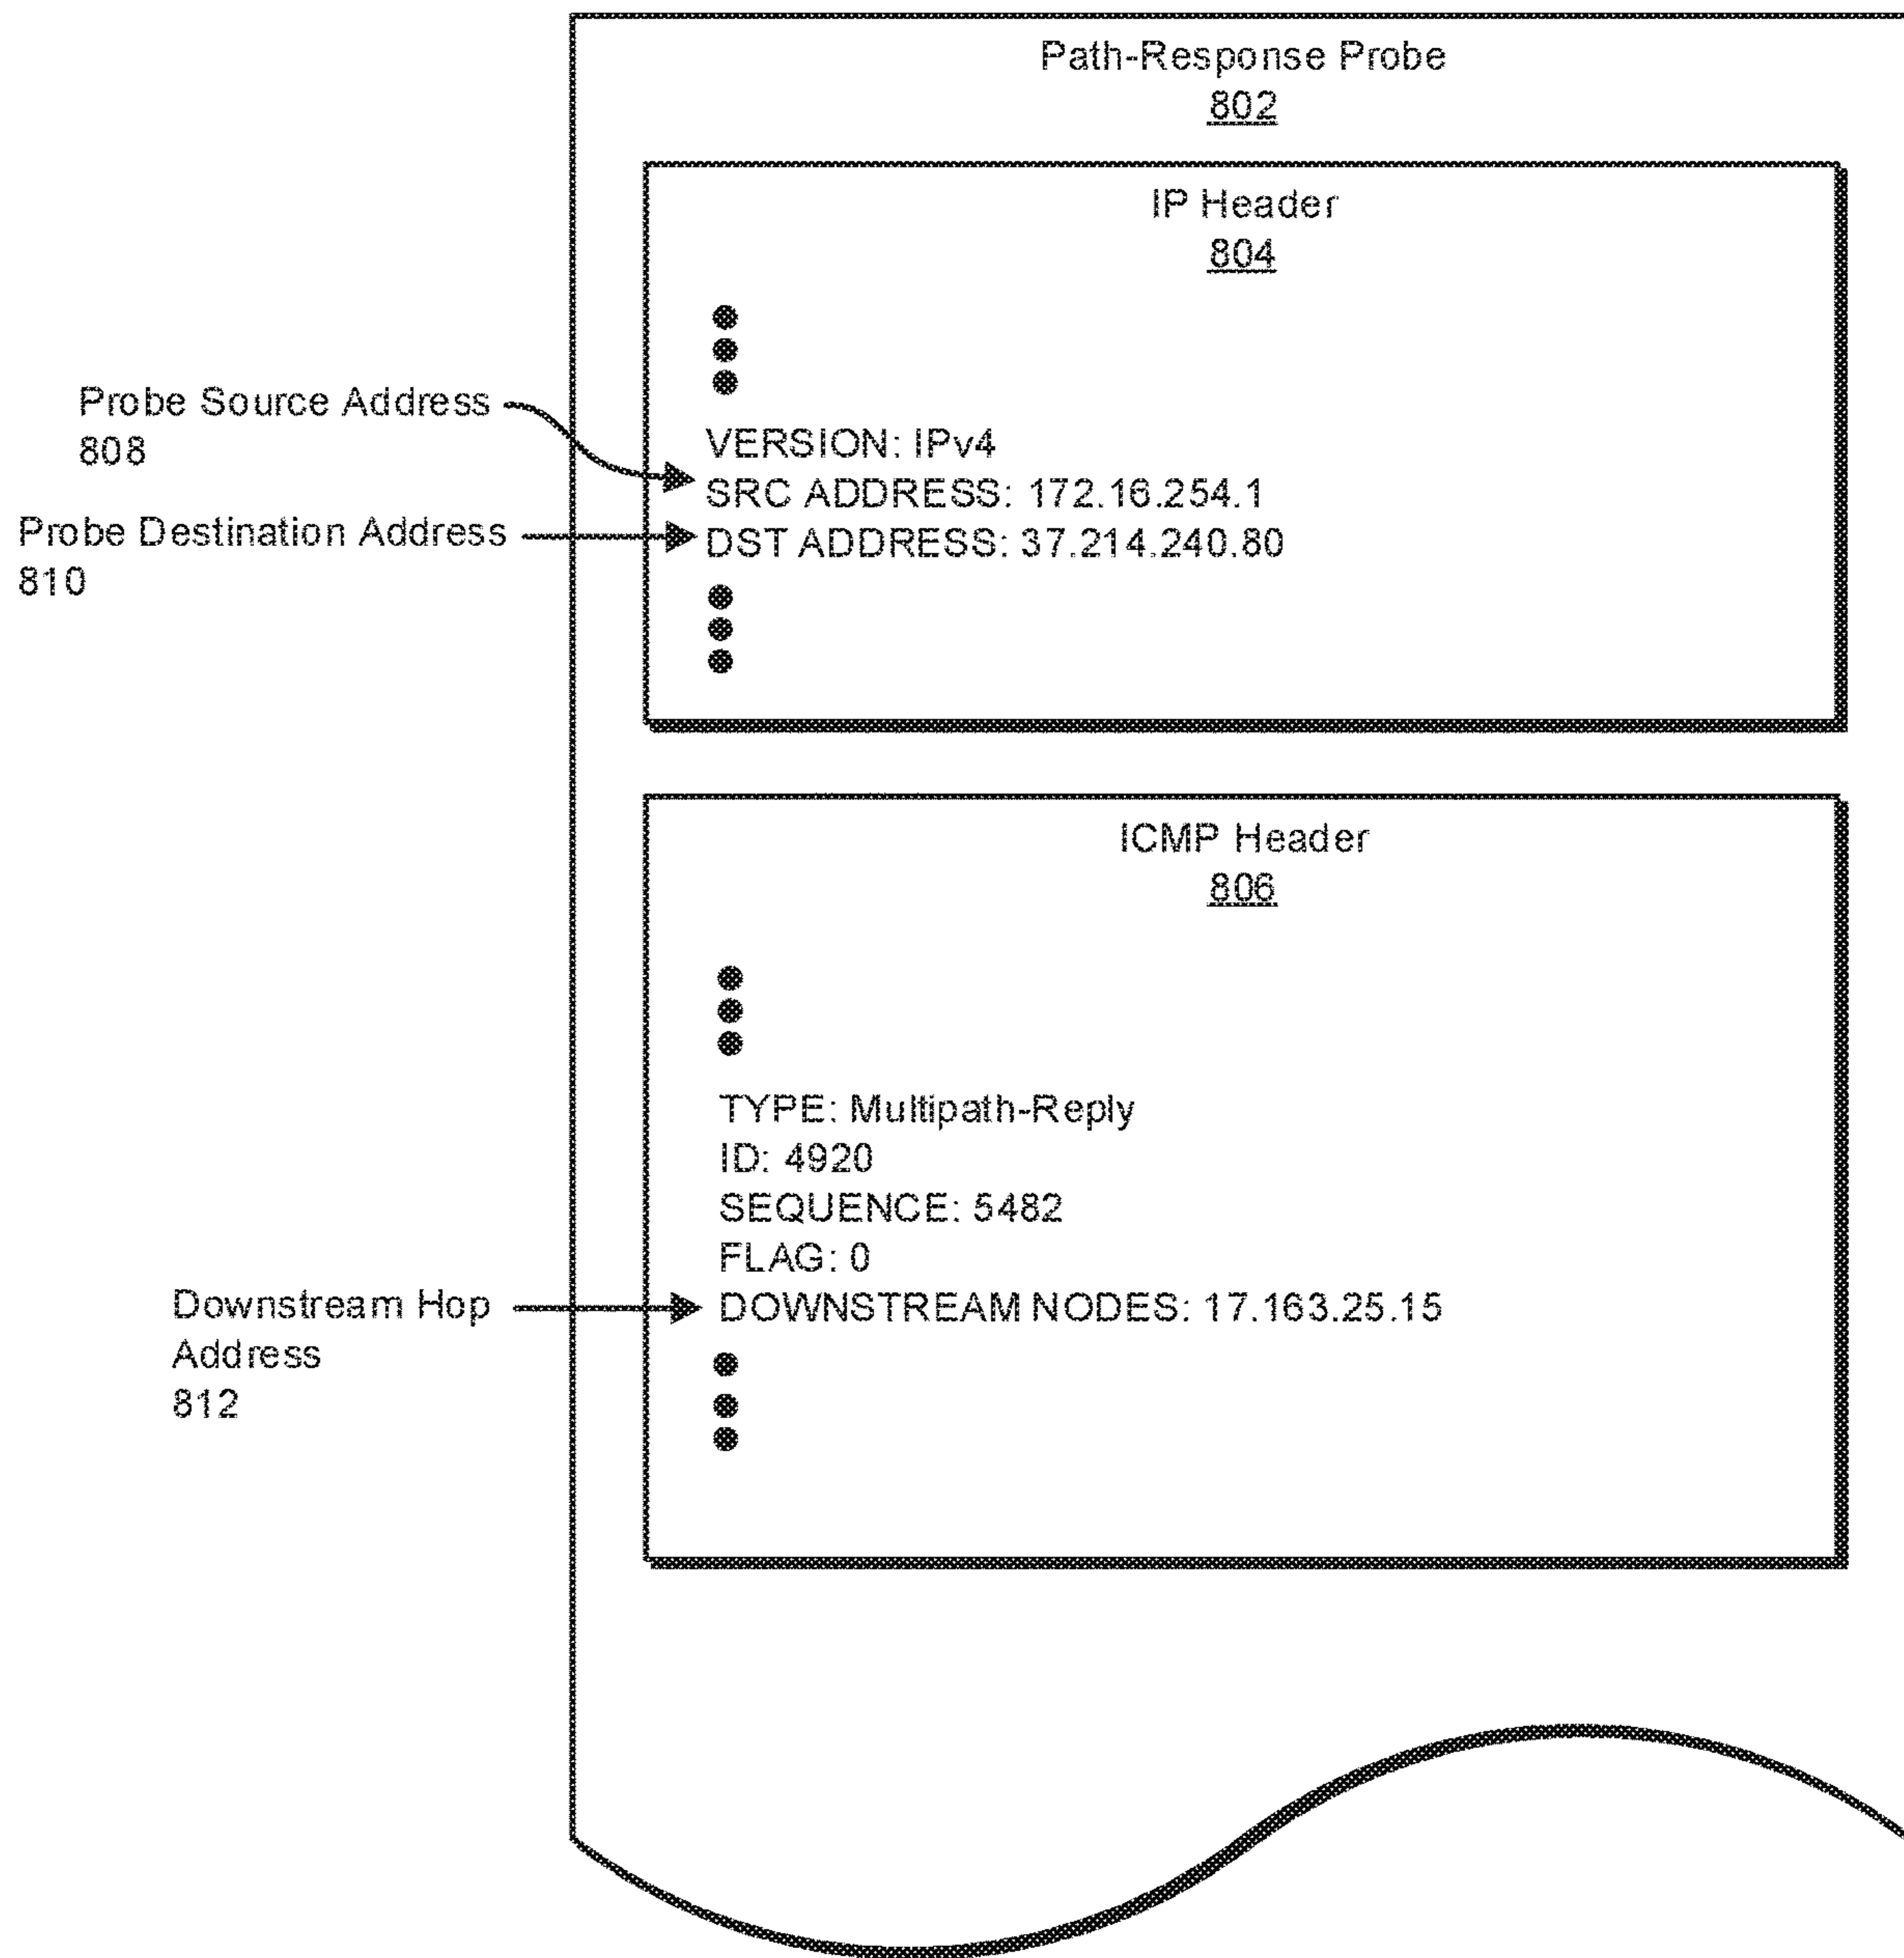 Path-Response Probe
802
IP Header
804
Probe Source Address
808
Probe Destination Address
810
VERSION: IPv4
SRC ADDRESS: 172.16.254.1
DST ADDRESS: 37.214.240.80
ICMP Header
806
TYPE: Multipath-Reply
ID: 4920
SEQUENCE: 5482
FLAG: 0
DOWNSTREAM NODES: 17.163.25.15
Downstream Hop
Address
812